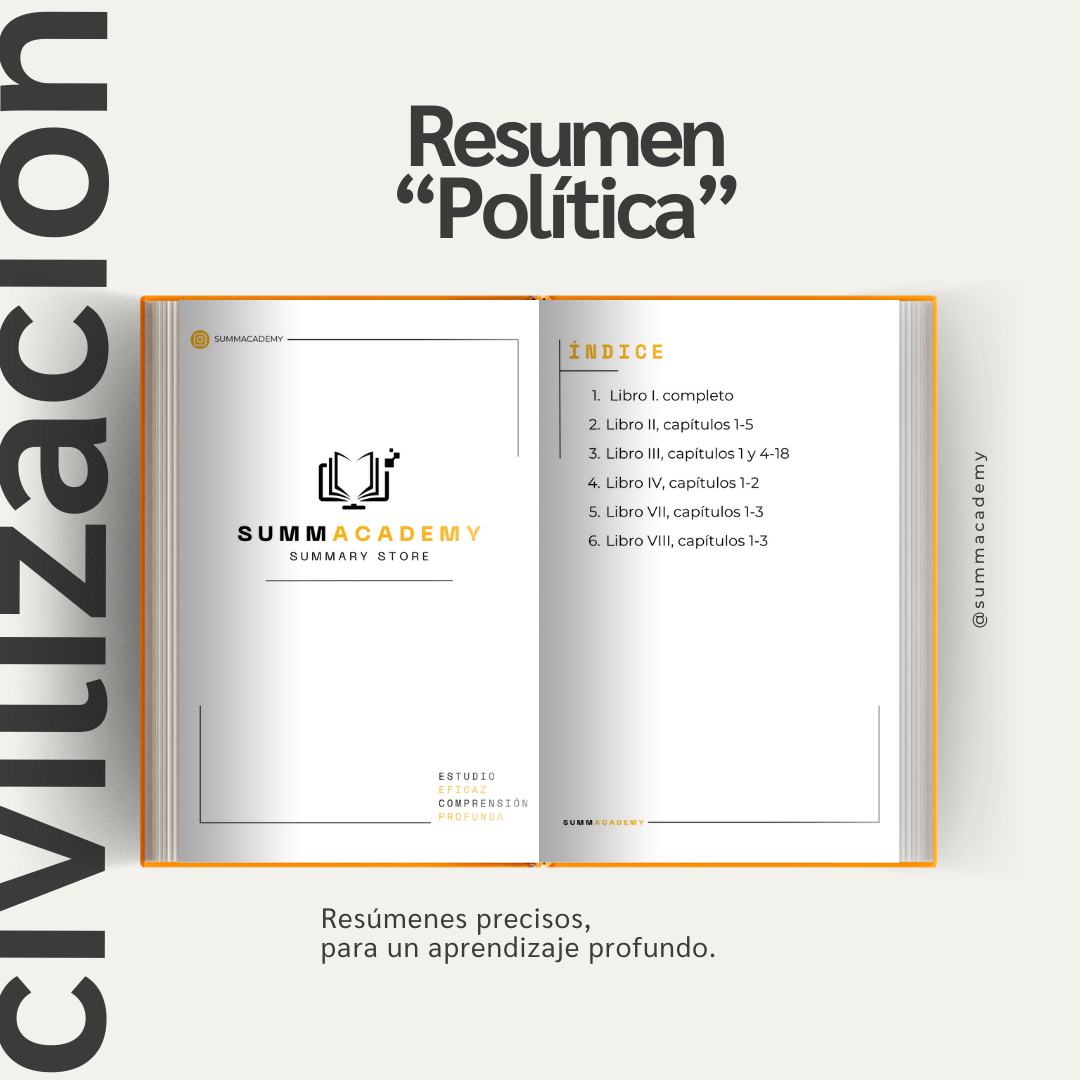 civilizacion
Resumen
“Política”
SUMMACADEMY
SUMMACADEMY
SUMMARY STORE
ESTUDIO
EFICAZ
COMPRENSIÓN
PROFUNDA
ÍNDICE
1. Libro I. completo
2. Libro II, capítulos 1-5
3. Libro III, capítulos 1 y 4-18
4. Libro IV, capítulos 1-2
5. Libro VII, capítulos 1-3
6. Libro VIII, capítulos 1-3
SUMMACADEMY
@summacademy
Resúmenes precisos,
para un aprendizaje profundo.